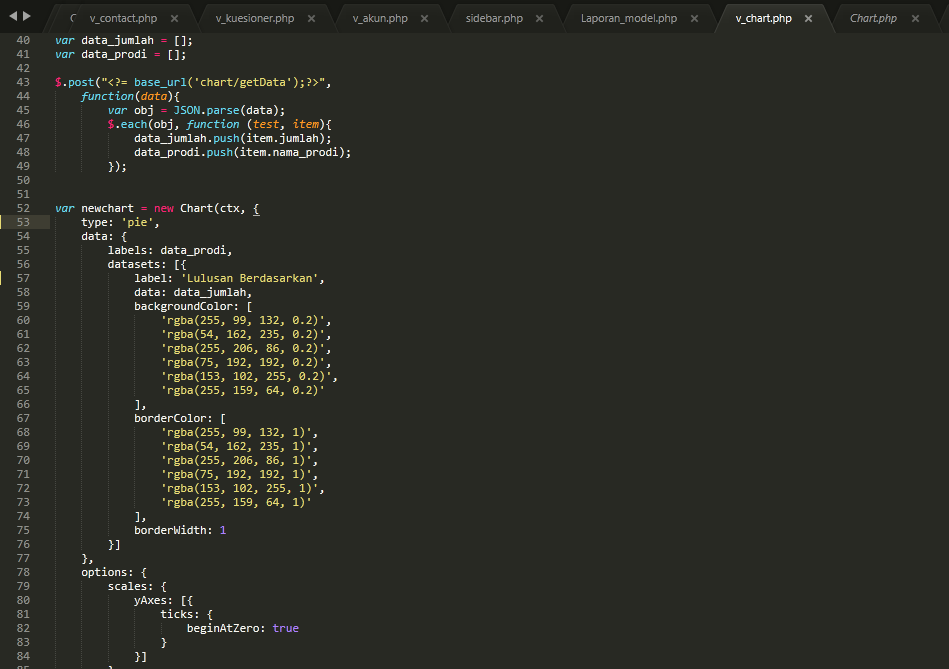 v_contact.php × v_kuesioner.php × v_akun.php × sidebar.php × Laporan_model.php × v_chart.php × Chart.php ×
40 var data_jumlah = [];
41 var data_prodi = [];
42
43 $.post("<?= base_url('chart/getData');?>",
44 function(data){
45 var obj = JSON.parse(data);
46 $.each(obj, function (test, item){
47 data_jumlah.push(item.jumlah);
48 data_prodi.push(item.nama_prodi);
49 });
50
51
52 var newchart = new Chart(ctx, {
53 type: 'pie',
54 data: {
55 labels: data_prodi,
56 datasets: [{
57 label: 'Lulusan Berdasarkan',
58 data: data_jumlah,
59 backgroundColor: [
60 'rgba(255, 99, 132, 0.2)',
61 'rgba(54, 162, 235, 0.2)',
62 'rgba(255, 206, 86, 0.2)',
63 'rgba(75, 192, 192, 0.2)',
64 'rgba(153, 102, 255, 0.2)',
65 'rgba(255, 159, 64, 0.2)'
66 ],
67 borderColor: [
68 'rgba(255, 99, 132, 1)',
69 'rgba(54, 162, 235, 1)',
70 'rgba(255, 206, 86, 1)',
71 'rgba(75, 192, 192, 1)',
72 'rgba(153, 102, 255, 1)',
73 'rgba(255, 159, 64, 1)'
74 ],
75 borderWidth: 1
76 }]
77 },
78 options: {
79 scales: {
80 yAxes: [{
81 ticks: {
82 beginAtZero: true
83 }
84 }]